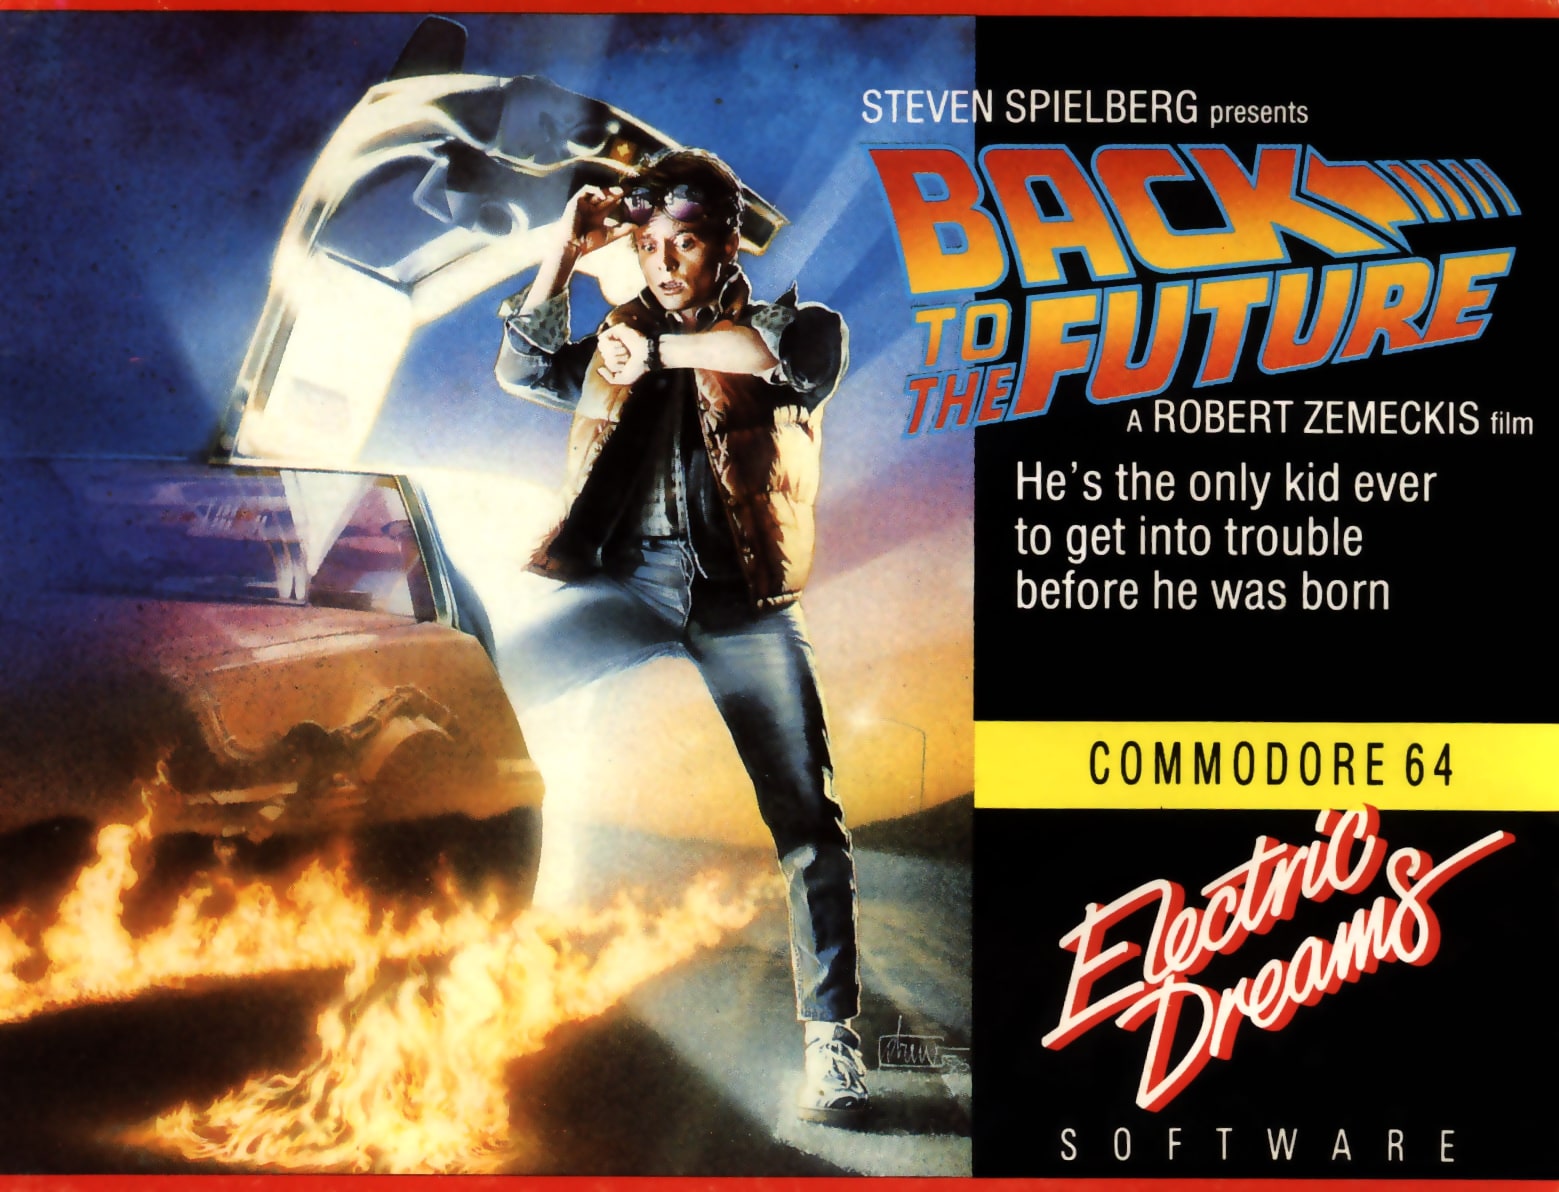 STEVEN SPIELBERG presents
BACK
TO
THE FUTURE
A ROBERT ZEMECKIS film
He's the only kid ever
to get into trouble
before he was born
COMMODORE 64
Electric
Dreams
SOFTWARE
drew